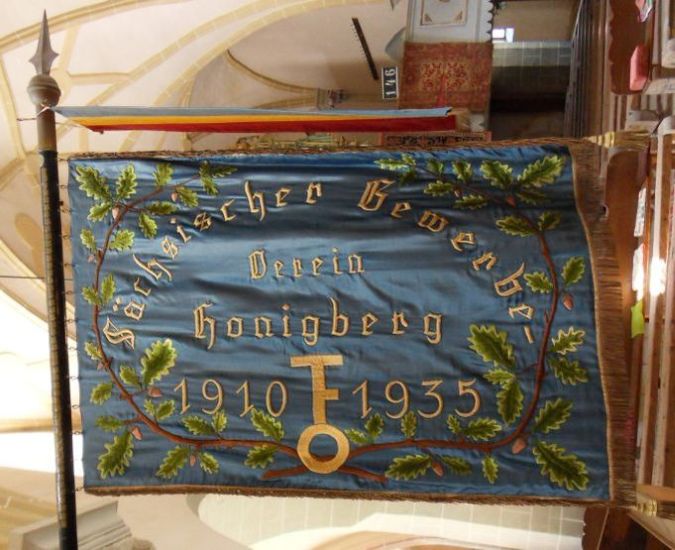 Sächsischer Gewerbe-
Verein
Honigberg
1910 1935
146